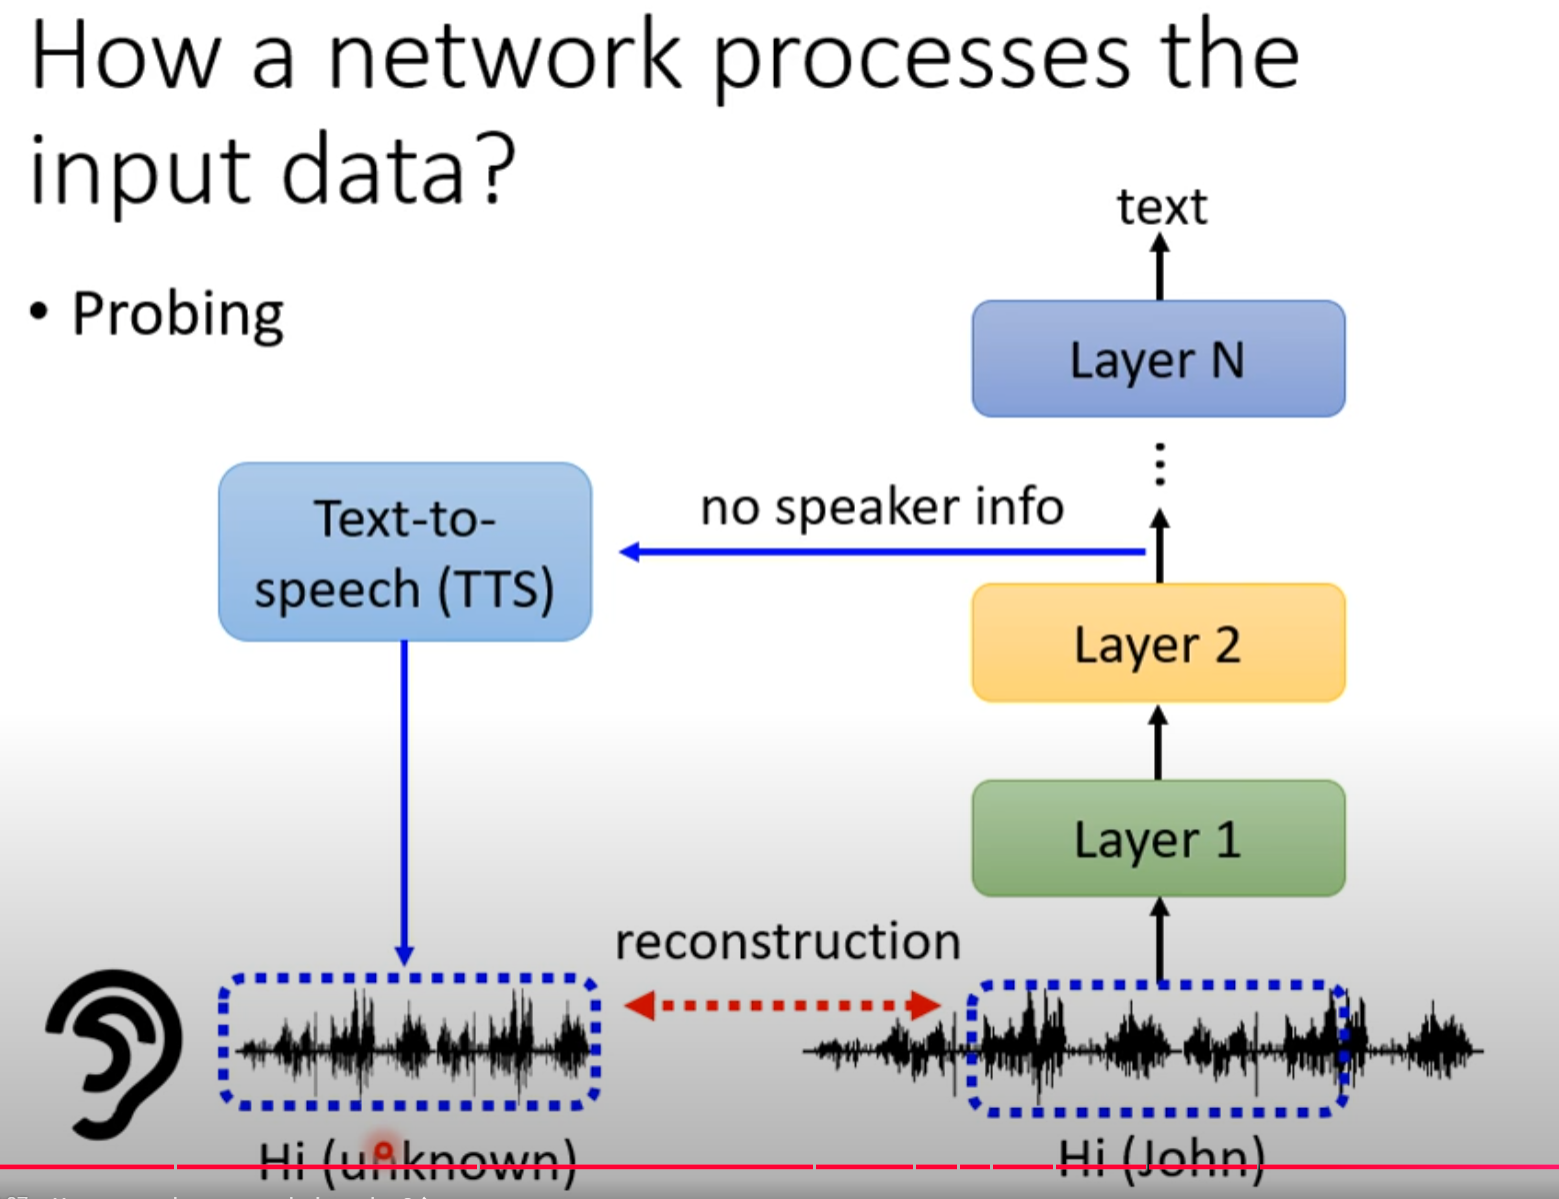 How a network processes the
input data?
• Probing
text
Layer N
no speaker info
Text-to-
speech (TTS)
Layer 2
Layer 1
reconstruction
Hi (unknown)
Hi (John)